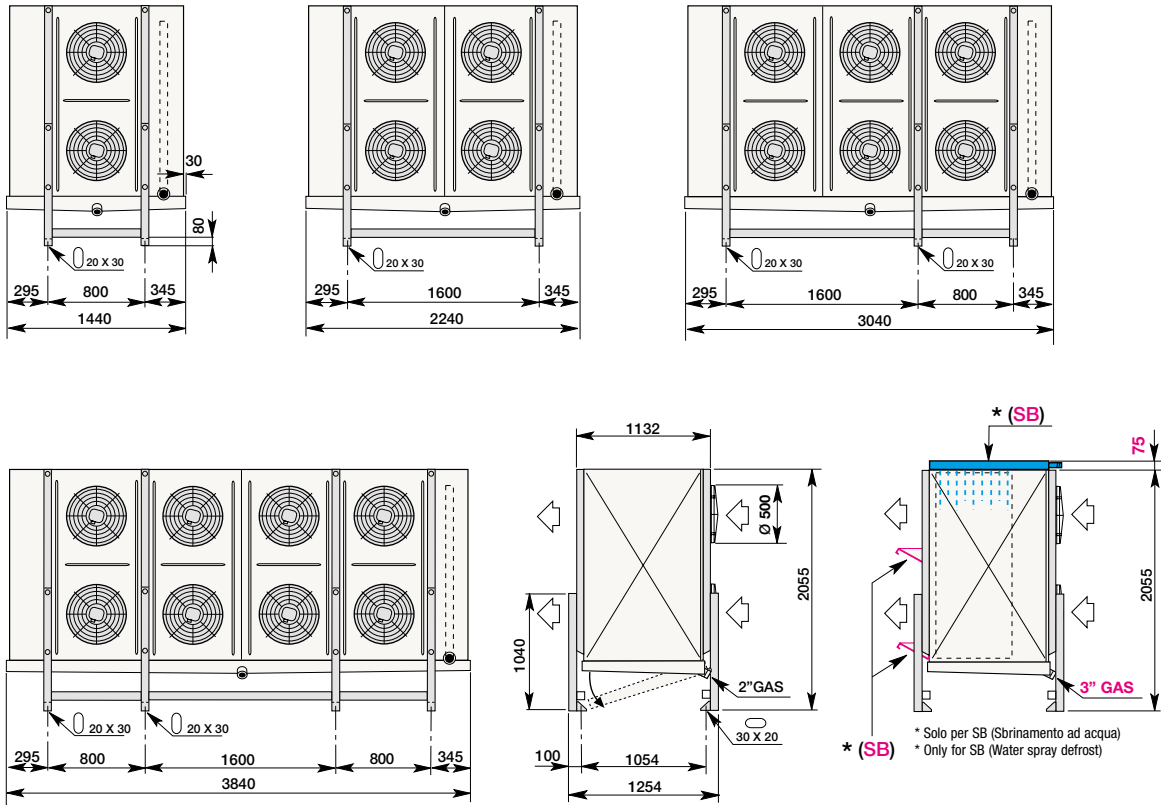 30
80
20 X 30
295
800
345
1440
20 X 30
295
1600
345
2240
20 X 30
20 X 30
295
1600
800
345
3040
20 X 30
20 X 30
295
800
1600
800
345
3840
1132
Ø 500
2055
1040
2” GAS
30 X 20
100
1054
1254
* (SB)
75
2055
3” GAS
* (SB)
* Solo per SB (Sbrinamento ad acqua)
* Only for SB (Water spray defrost)